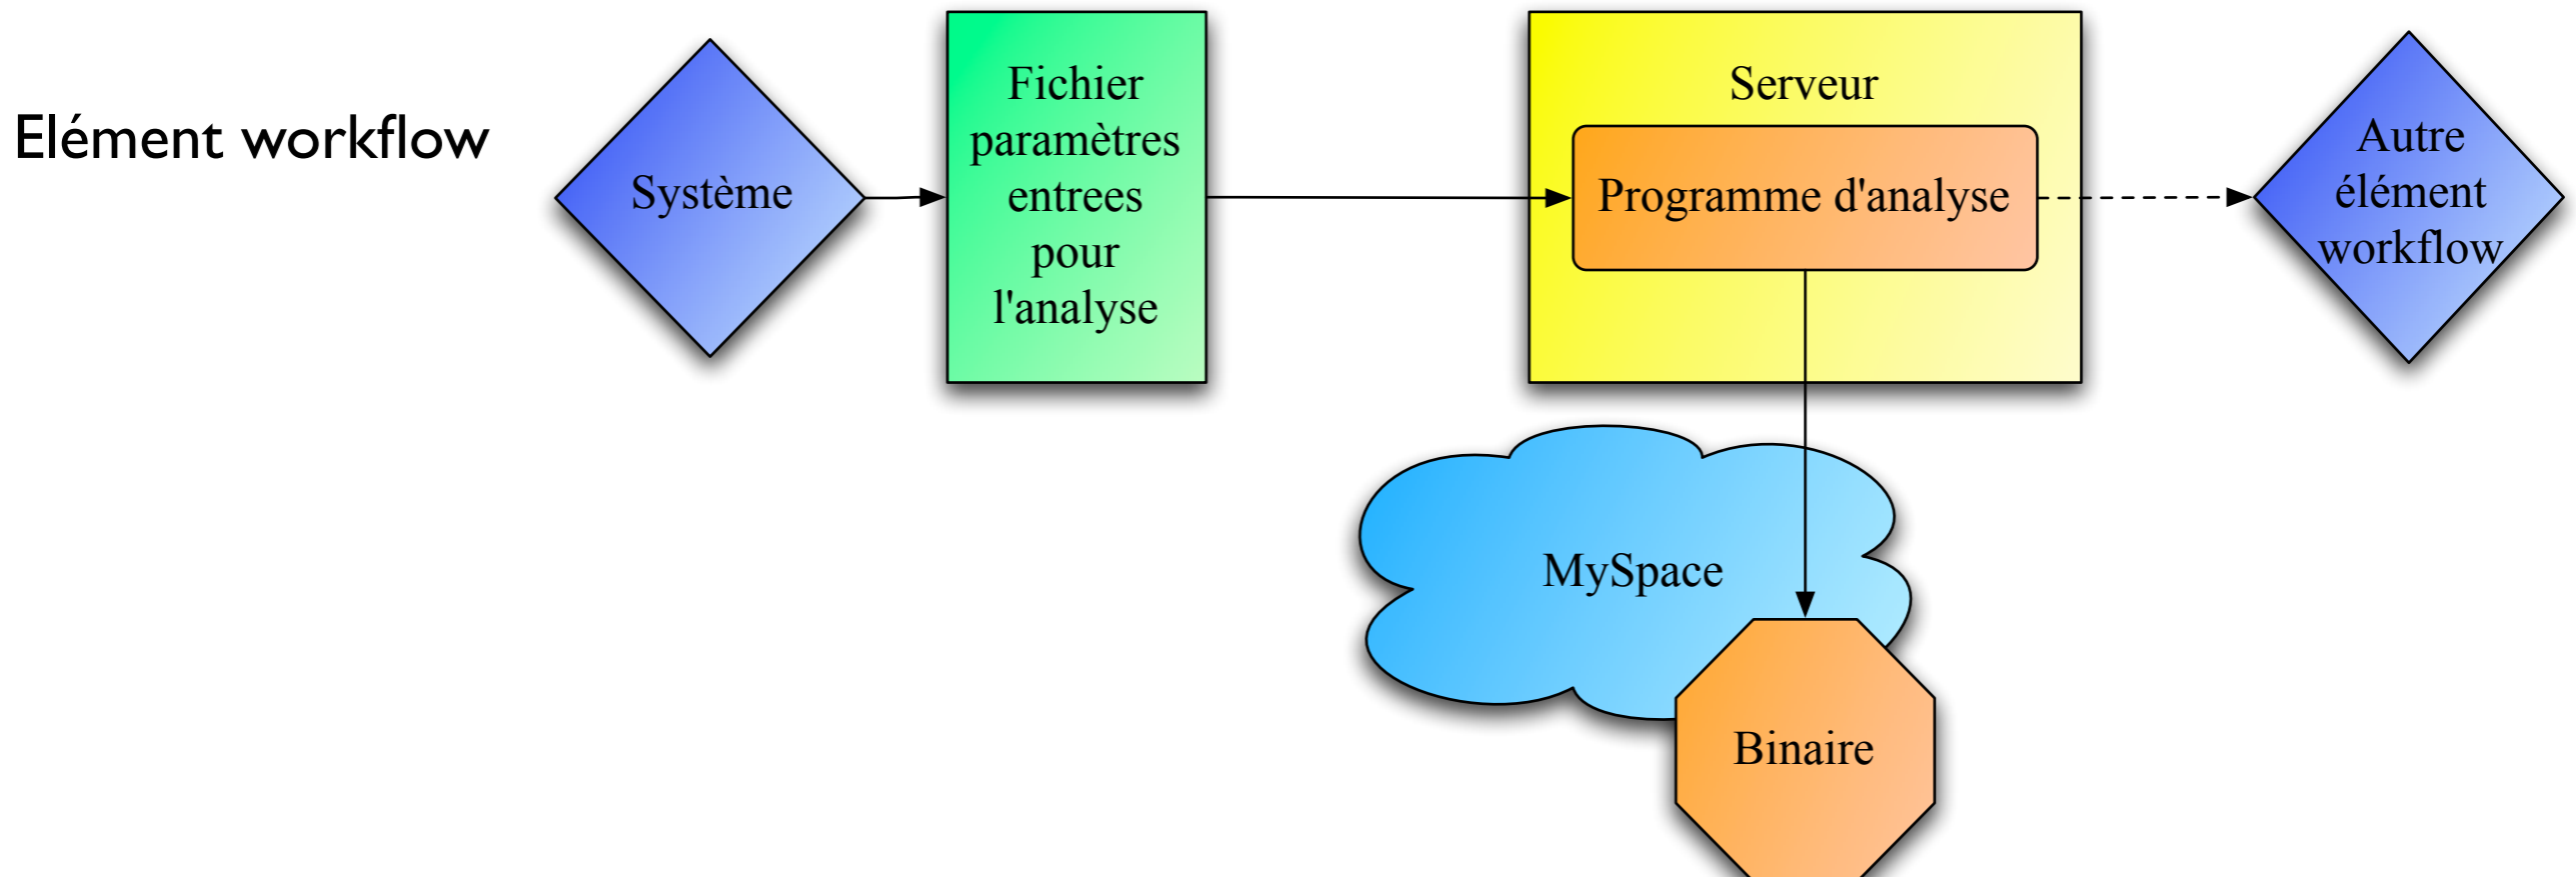 Elément workflow
Système
Fichier
paramètres
entrees
pour
l'analyse
Serveur
Programme d'analyse
Autre
élément
workflow
MySpace
Binaire